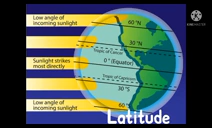 Low angle of
incoming sunlight
60 °N
30 °N
Tropic of Cancer
Sunlight strikes
most directly
0 ° (Equator)
Tropic of Capricorn
30 °S
Low angle of
incoming sunlight
60 °
Latitude